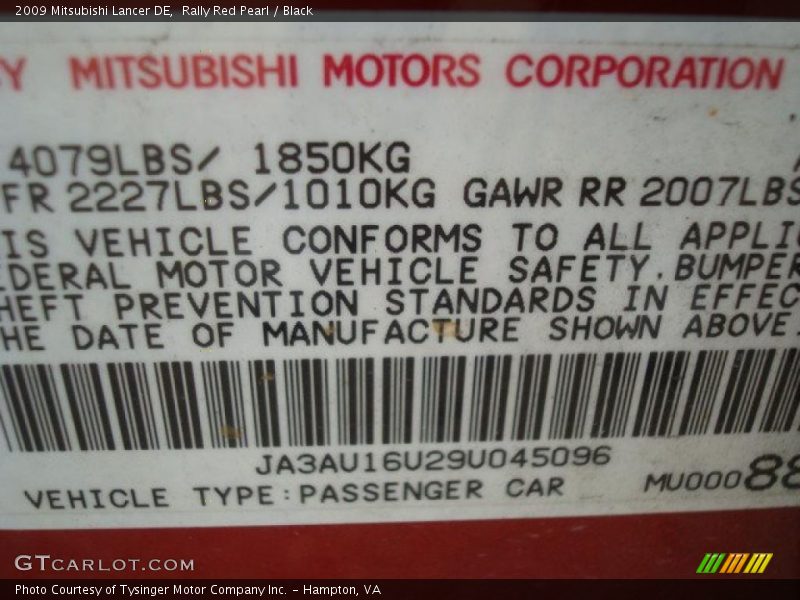 2009 Mitsubishi Lancer DE,  Rally Red Pearl / Black
Y MITSUBISHI MOTORS CORPORATION
4079LBS/ 1850KG
FR 2227LBS/1010KG GAWR RR 2007LBS
IS VEHICLE CONFORMS TO ALL APPLI
EDERAL MOTOR VEHICLE SAFETY.BUMPER
HEFT PREVENTION STANDARDS IN EFFEC
HE DATE OF MANUFACTURE SHOWN ABOVE.
JA3AU16U29U045096
VEHICLE TYPE:PASSENGER CAR MU00088
GTCARLOT.COM
Photo Courtesy of Tysinger Motor Company Inc. - Hampton, VA